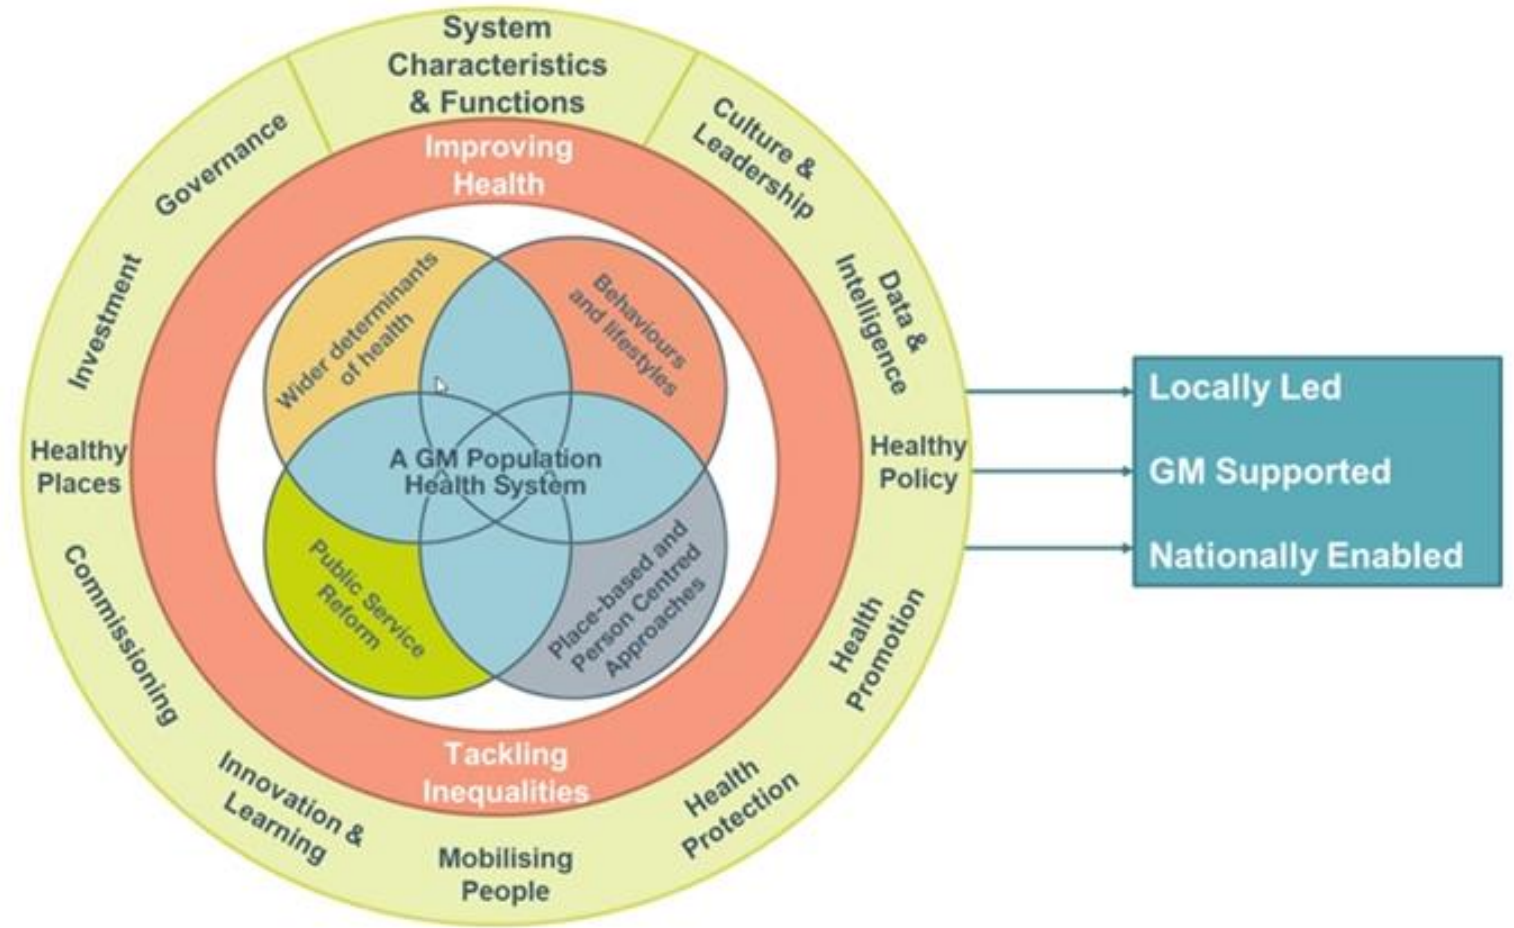 System
Characteristics
& Functions
Culture &
Leadership
Data &
Intelligence
Healthy
Policy
Health
Promotion
Health
Protection
Mobilising
People
Innovation &
Learning
Commissioning
Healthy
Places
Investment
Governance
Improving
Health
Tackling
Inequalities
Wider determinants
of health
Behaviours
and lifestyles
A GM Population
Health System
Public Service
Reform
Place-based and
Person Centred
Approaches
Locally Led
GM Supported
Nationally Enabled